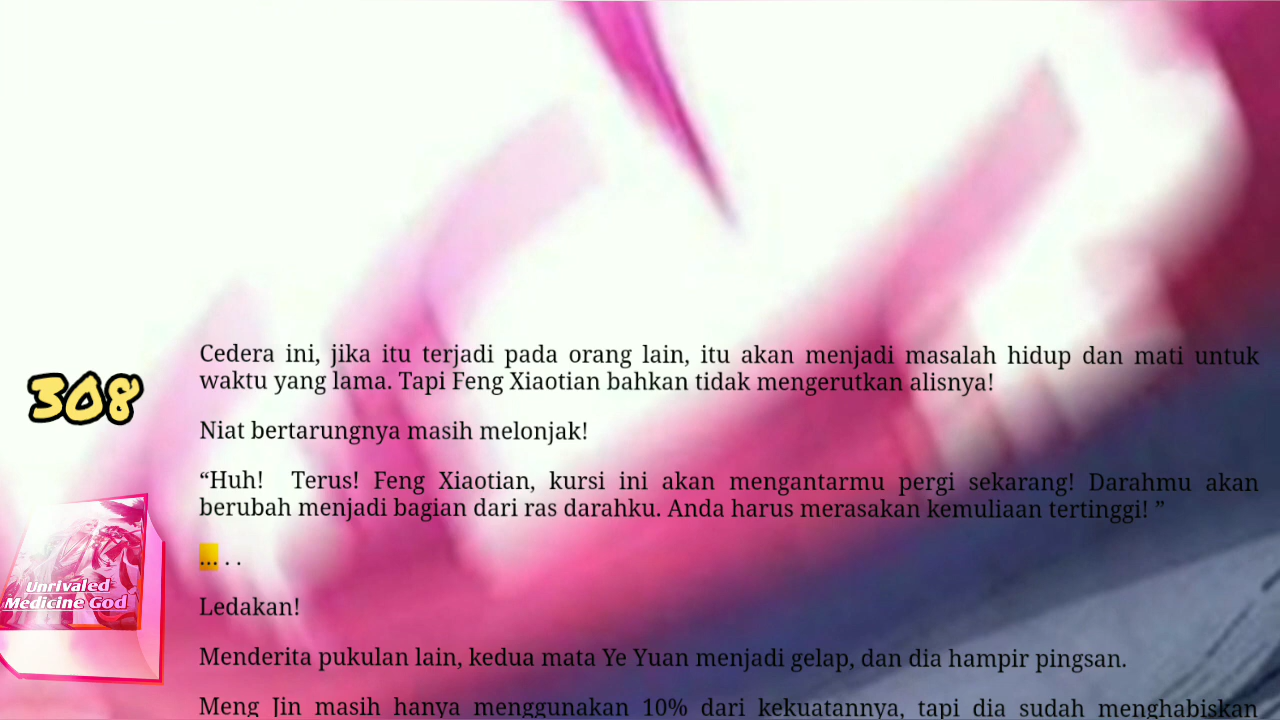 Cedera ini, jika itu terjadi pada orang lain, itu akan menjadi masalah hidup dan mati untuk
waktu yang lama. Tapi Feng Xiaotian bahkan tidak mengerutkan alisnya!
308
Niat bertarungnya masih melonjak!
“Huh!  Terus! Feng Xiaotian, kursi ini akan mengantarmu pergi sekarang! Darahmu akan
berubah menjadi bagian dari ras darahku. Anda harus merasakan kemuliaan tertinggi! ”
... . .
Unrivaled
Medicine God
Ledakan!
Menderita pukulan lain, kedua mata Ye Yuan menjadi gelap, dan dia hampir pingsan.
Meng Jin masih hanya menggunakan 10% dari kekuatannya, tapi dia sudah menghabiskan